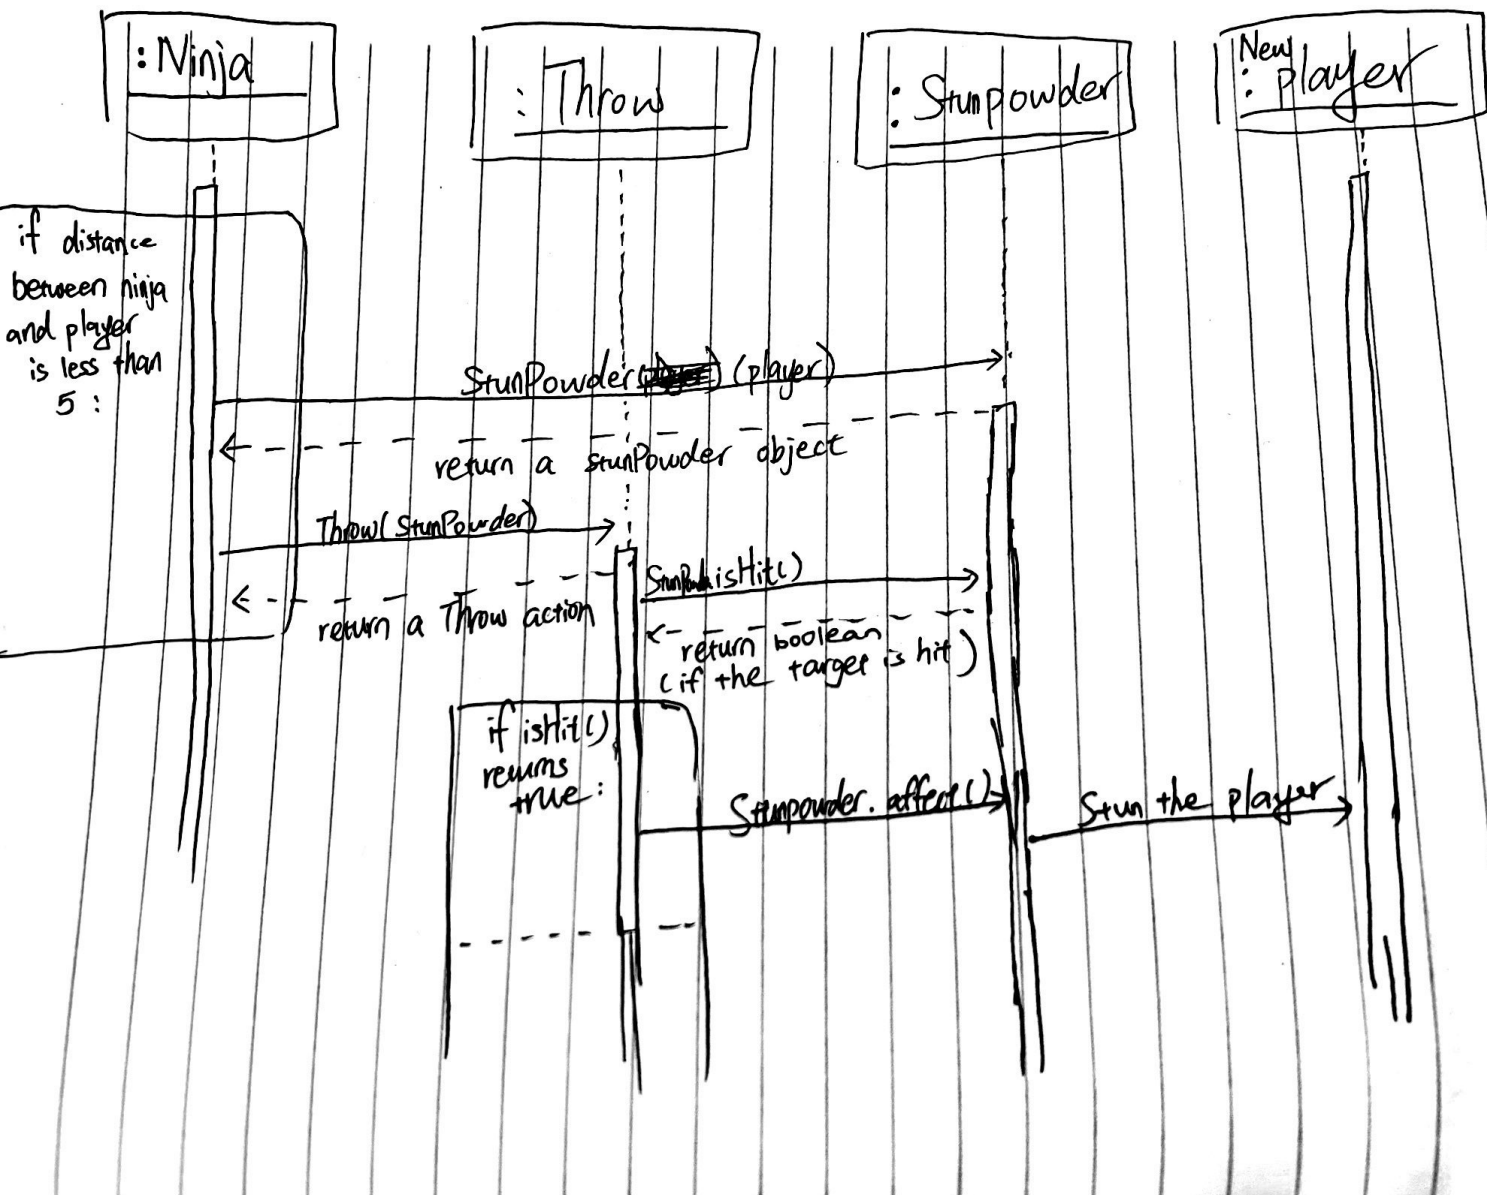 :Ninja
: Throw
: Stunpowder
New
: player
if distance
between ninja
and player
is less than
5 :
StunPowder (player)
return a stunPowder object
Throw(StunPowder)
return a Throw action
isHit()
return boolean
(if the target is hit)
if isHit()
returns
true:
Stunpowder.affect()
Stun the player